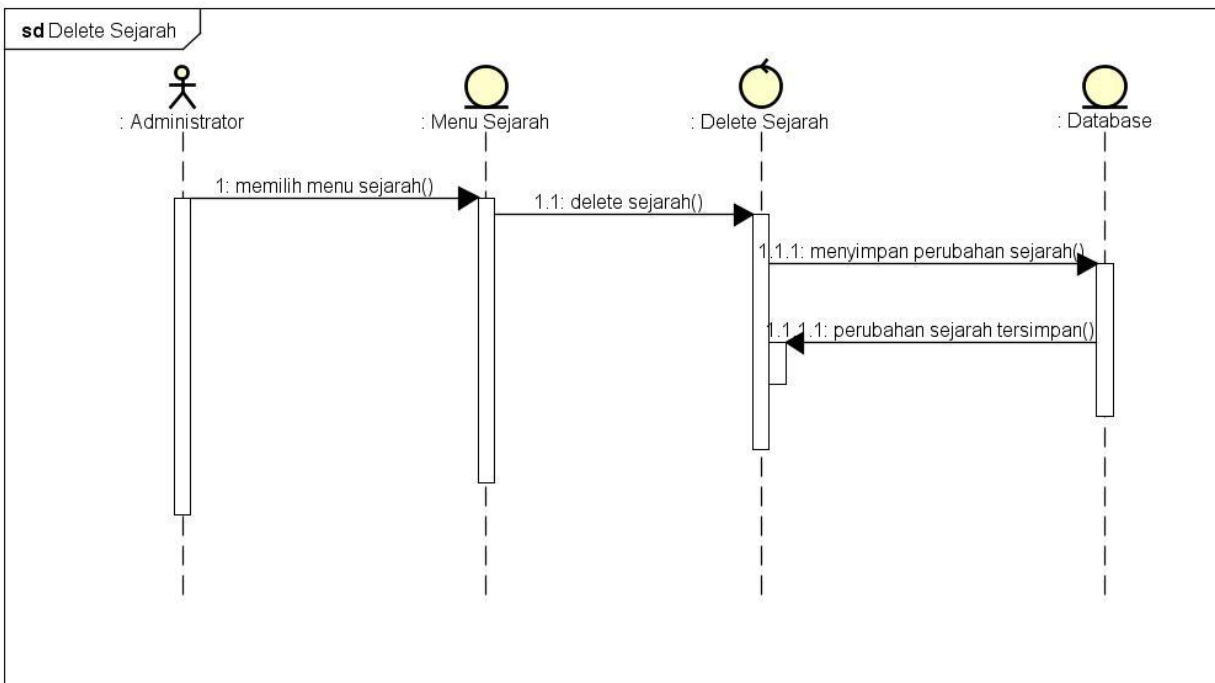 sd Delete Sejarah
: Administrator
: Menu Sejarah
: Delete Sejarah
: Database
1: memilih menu sejarah()
1.1: delete sejarah()
1.1.1: menyimpan perubahan sejarah()
1.1.1.1: perubahan sejarah tersimpan()